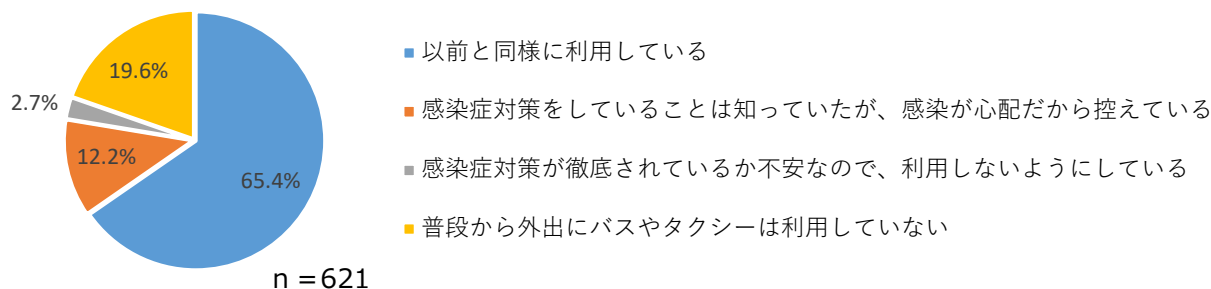 19.6%
2.7%
12.2%
65.4%
n＝621
以前と同様に利用している
感染症対策をしていることは知っていたが、感染が心配だから控えている
感染症対策が徹底されているか不安なので、利用しないようにしている
普段から外出にバスやタクシーは利用していない